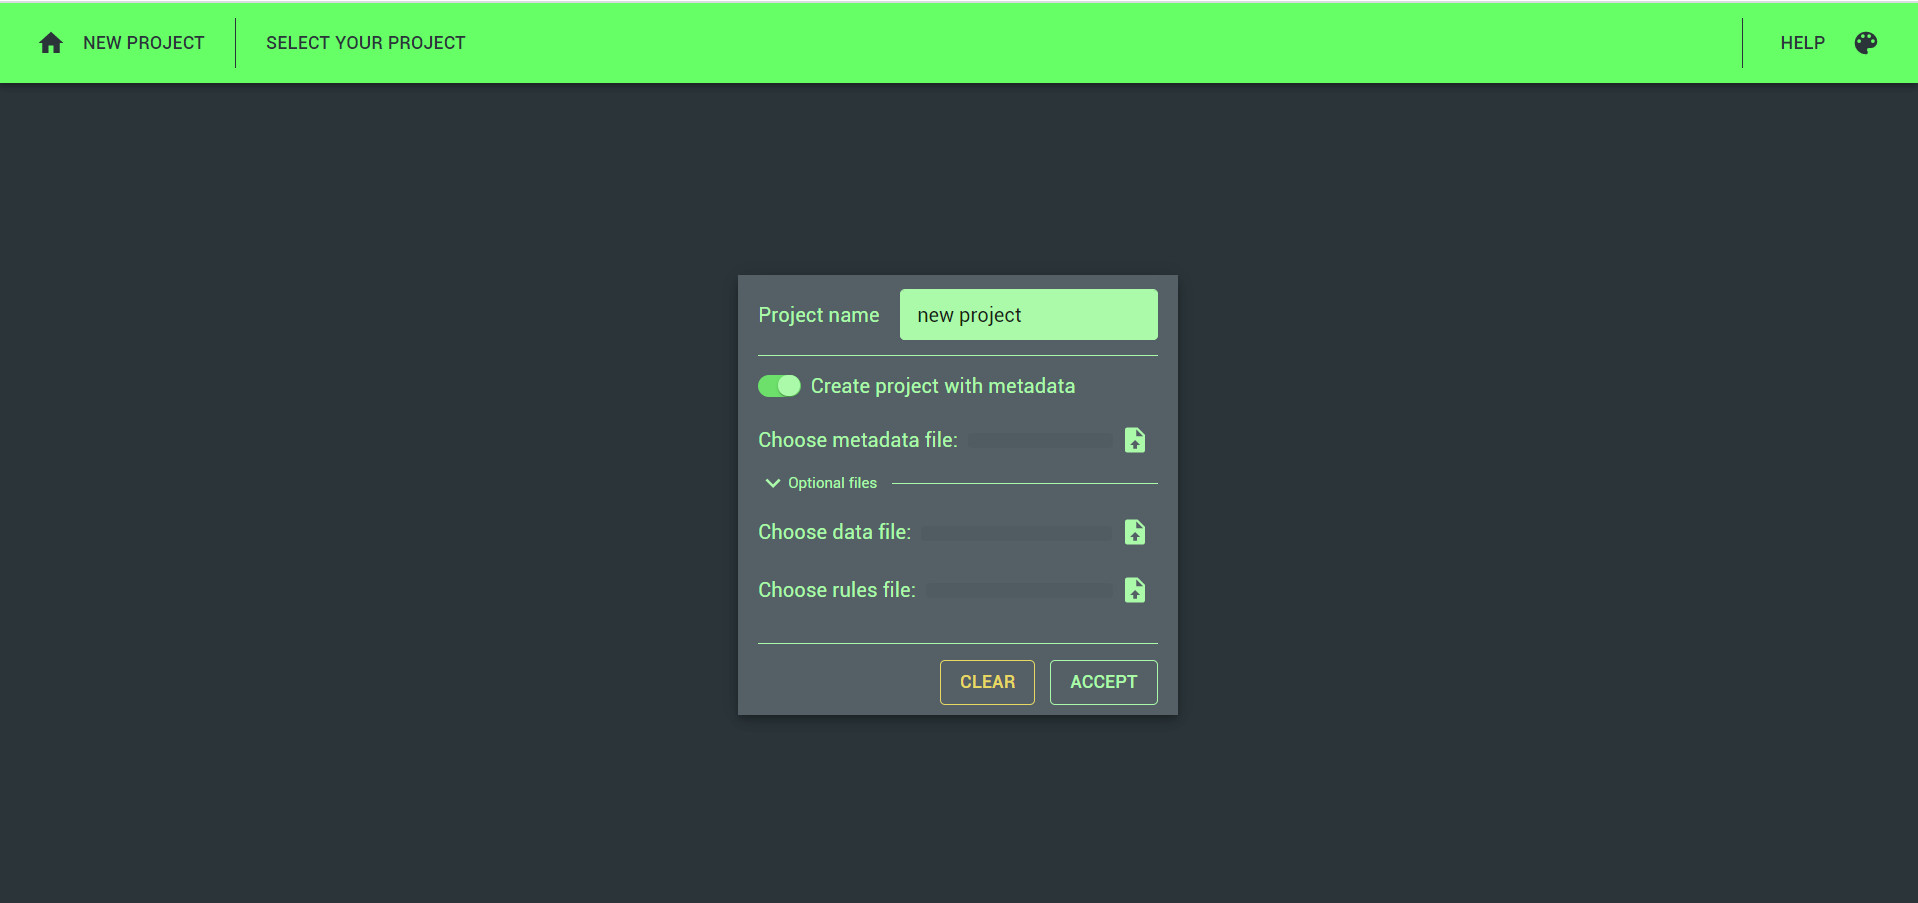 NEW PROJECT
SELECT YOUR PROJECT
HELP
Project name
new project
Create project with metadata
Choose metadata file:
Optional files
Choose data file:
Choose rules file:
CLEAR
ACCEPT